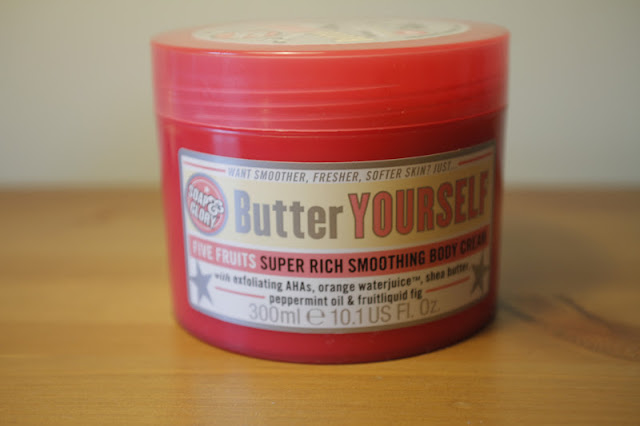 WANT SMOOTHER, FRESHER, SOFTER SKIN? JUST...
SOAP &
GLORY
Butter YOURSELF
FIVE FRUITS SUPER RICH SMOOTHING BODY CREAM
with exfoliating AHAs, orange waterjuice™, shea butter,
peppermint oil & fruitliquid fig
300ml ℮ 10.1 US Fl. Oz.